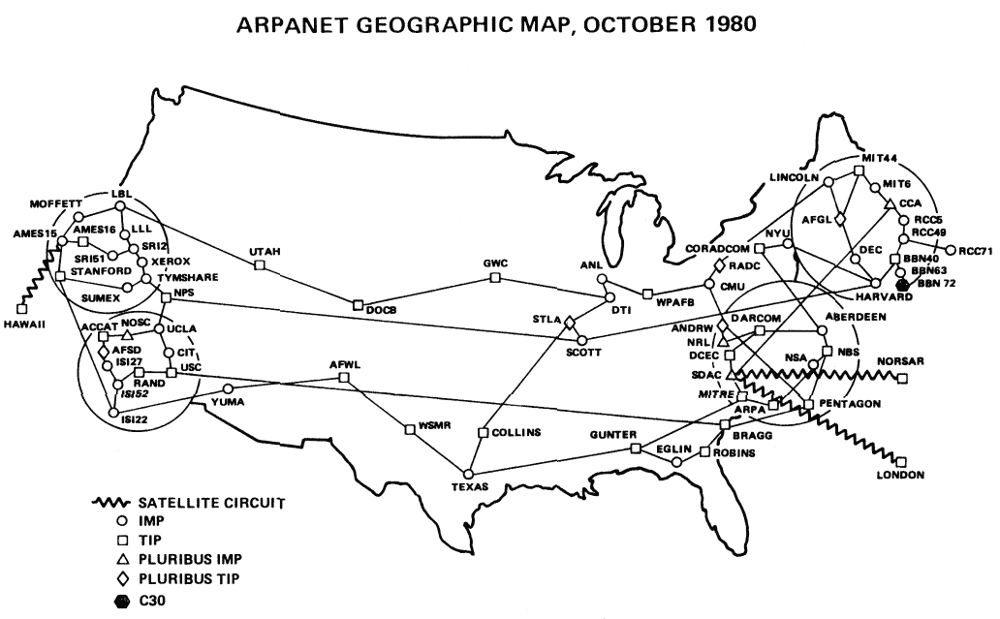 ARPANET GEOGRAPHIC MAP, OCTOBER 1980
MIT44
LINCOLN
MIT6
LBL
MOFFETT
CCA
AFGL
RCC5
AMES15
AMES16
LLL
NYU
RCC49
SRI2
CORADCOM
DEC
RCC71
UTAH
SRI51
XEROX
GWC
ANL
RADC
BBN40
STANFORD
TYMSHARE
BBN63
BBN 72
SUMEX
NPS
CMU
HARVARD
WPAFB
DOCB
DTI
HAWAII
STLA
DARCOM
ABERDEEN
ACCAT
NOSC
UCLA
ANDRW
SCOTT
NRL
AFSD
CIT
DCEC
NSA
NBS
ISI27
AFWL
NORSAR
RAND
USC
SDAC
ISI52
MITRE
YUMA
ARPA
PENTAGON
ISI22
WSMR
COLLINS
GUNTER
BRAGG
EGLIN
ROBINS
LONDON
TEXAS
SATELLITE CIRCUIT
IMP
TIP
PLURIBUS IMP
PLURIBUS TIP
C30